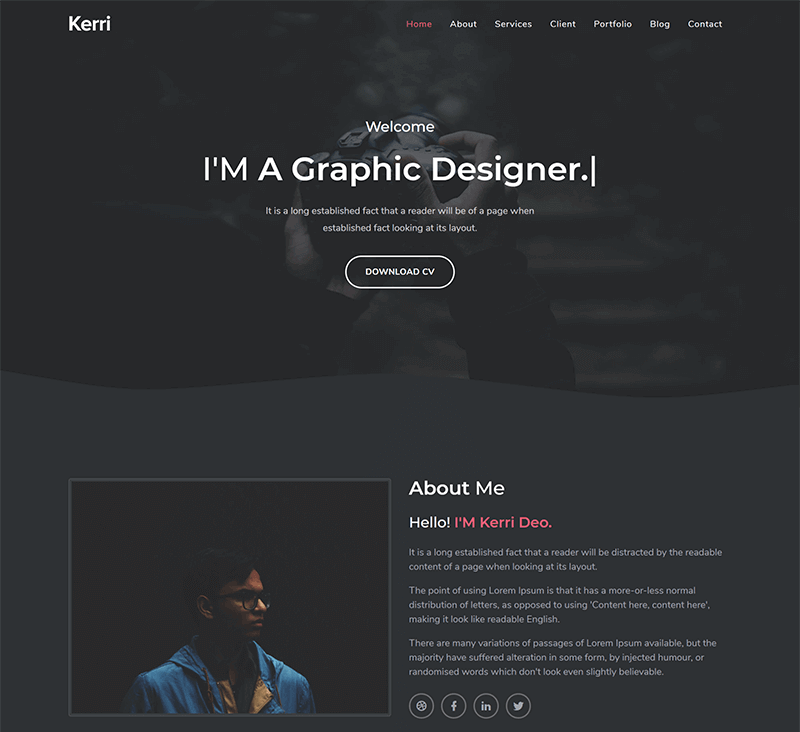 Kerri
Home About Services Client Portfolio Blog Contact
Welcome
I'M A Graphic Designer.|
It is a long established fact that a reader will be of a page when
established fact looking at its layout.
DOWNLOAD CV
About Me
Hello! I'M Kerri Deo.
It is a long established fact that a reader will be distracted by the readable
content of a page when looking at its layout.
The point of using Lorem Ipsum is that it has a more-or-less normal
distribution of letters, as opposed to using 'Content here, content here',
making it look like readable English.
There are many variations of passages of Lorem Ipsum available, but the
majority have suffered alteration in some form, by injected humour, or
randomised words which don't look even slightly believable.